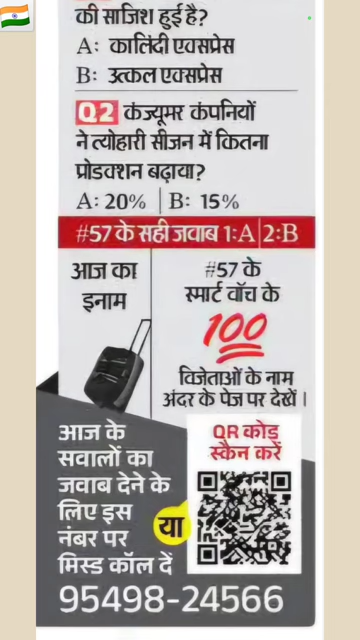 की साजिश हुई है?
A: कालिंदी एक्सप्रेस
B: उत्कल एक्सप्रेस
Q2 कंज्यूमर कंपनियों
ने त्योहारी सीजन में कितना
प्रोडक्शन बढ़ाया?
A: 20% | B: 15%
#57 के सही जवाब 1:A | 2:B
आज का
इनाम
#57 के
स्मार्ट वॉच के
100
विजेताओं के नाम
अंदर के पेज पर देखें।
आज के
सवालों का
जवाब देने के
लिए इस
नंबर पर
मिस्ड कॉल दें
या
QR कोड
स्कैन करें
95498-24566